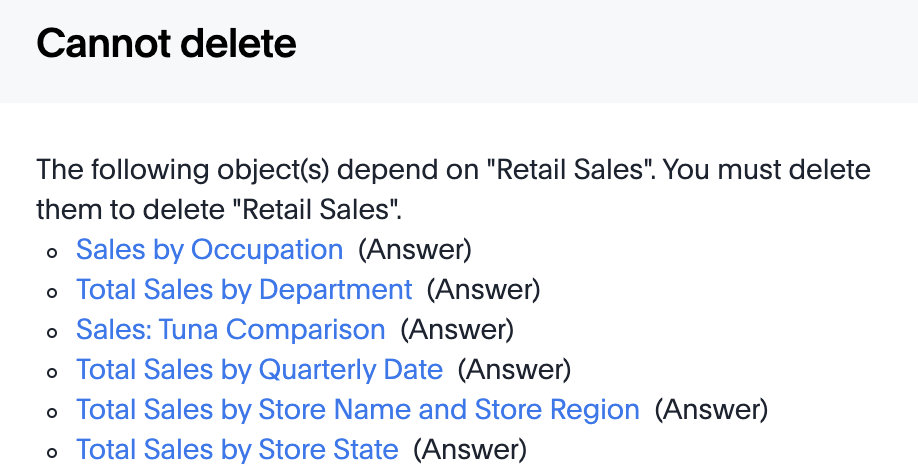 Cannot delete
The following object(s) depend on "Retail Sales". You must delete
them to delete "Retail Sales".
Sales by Occupation (Answer)
Total Sales by Department (Answer)
Sales: Tuna Comparison (Answer)
Total Sales by Quarterly Date (Answer)
Total Sales by Store Name and Store Region (Answer)
Total Sales by Store State (Answer)